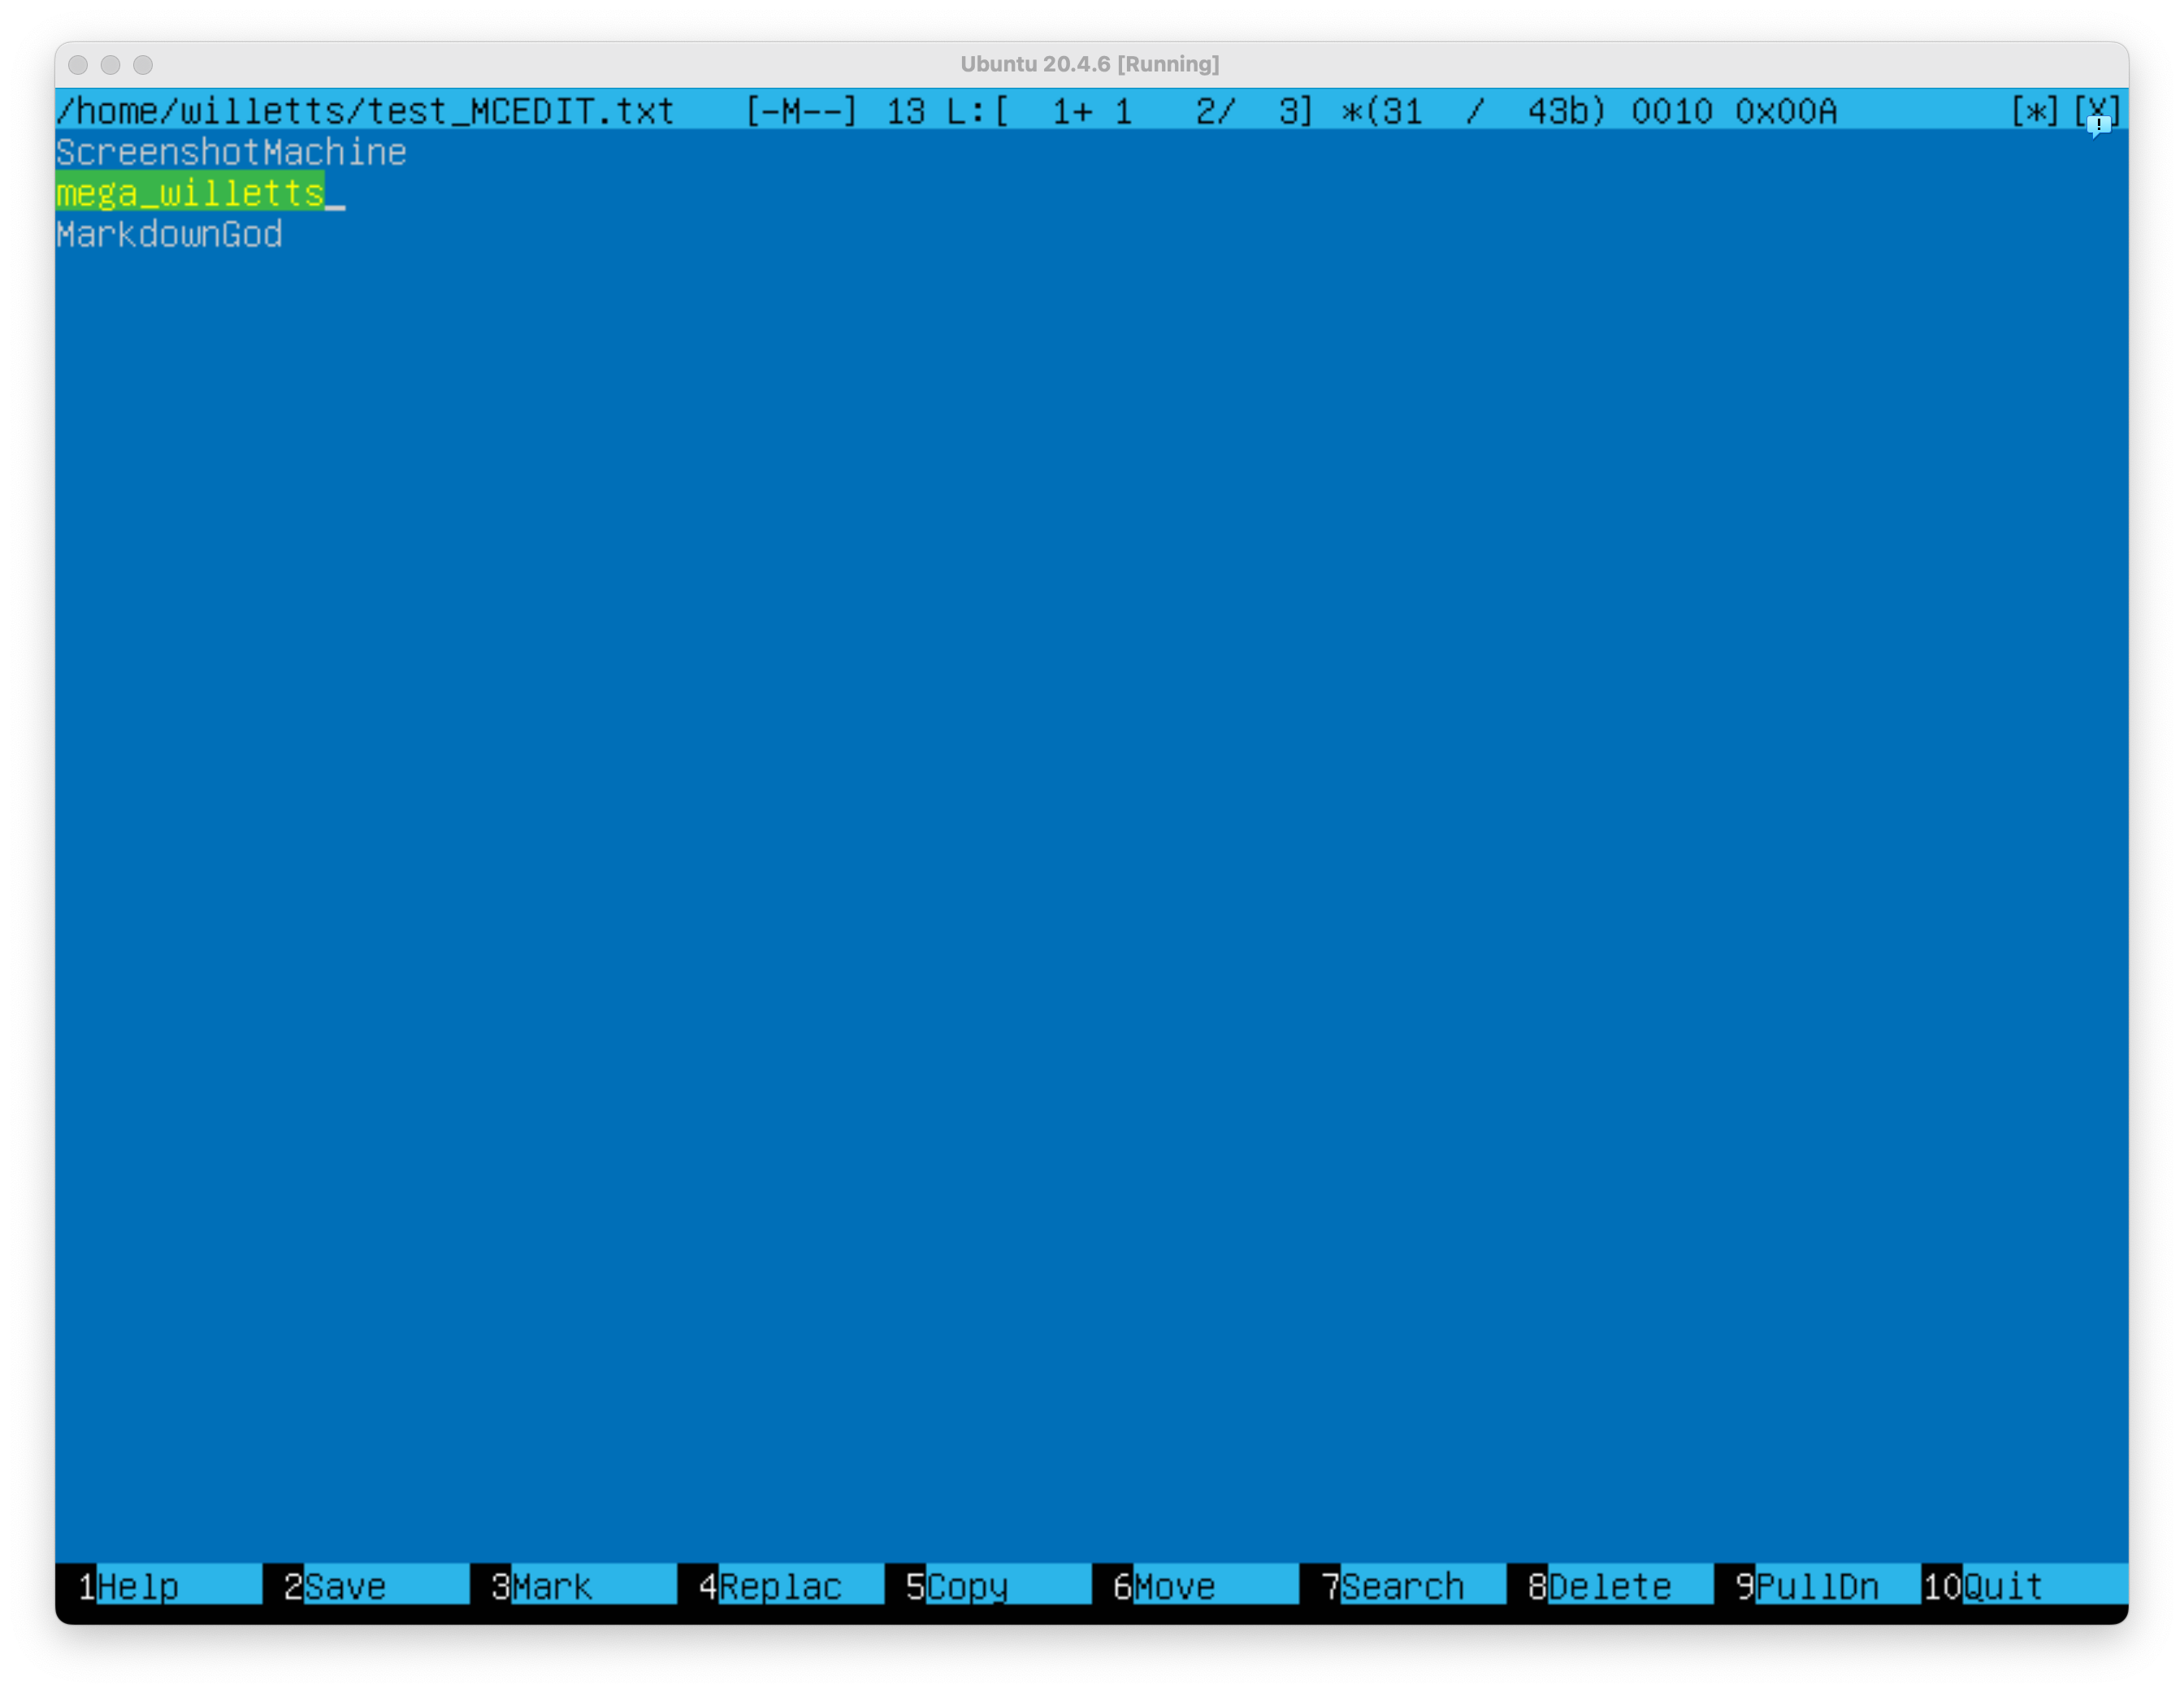 Ubuntu 20.4.6 [Running]
/home/willetts/test_MCEDIT.txt [-M--] 13 L:[ 1+ 1 2/ 3] *(31 / 43b) 0010 0x00A [*][X]
ScreenshotMachine
mega_willetts
MarkdownGod
1Help 2Save 3Mark 4Replac 5Copy 6Move 7Search 8Delete 9PullDn 10Quit